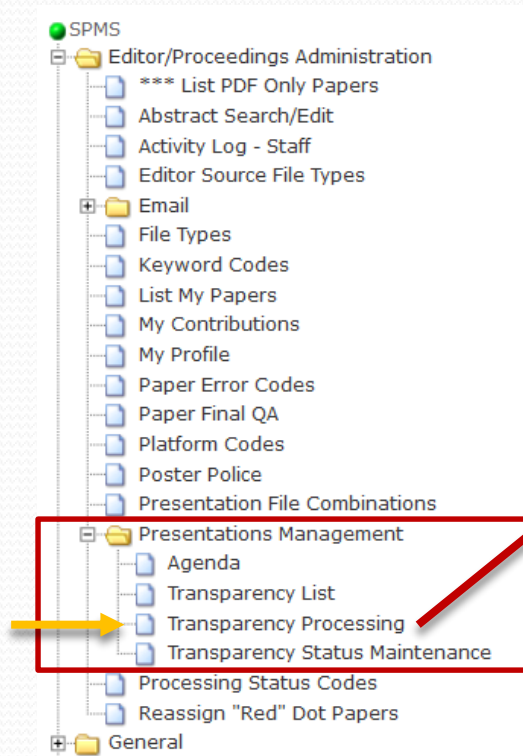 SPMS
Editor/Proceedings Administration
*** List PDF Only Papers
Abstract Search/Edit
Activity Log - Staff
Editor Source File Types
Email
File Types
Keyword Codes
List My Papers
My Contributions
My Profile
Paper Error Codes
Paper Final QA
Platform Codes
Poster Police
Presentation File Combinations
Presentations Management
Agenda
Transparency List
Transparency Processing
Transparency Status Maintenance
Processing Status Codes
Reassign "Red" Dot Papers
General